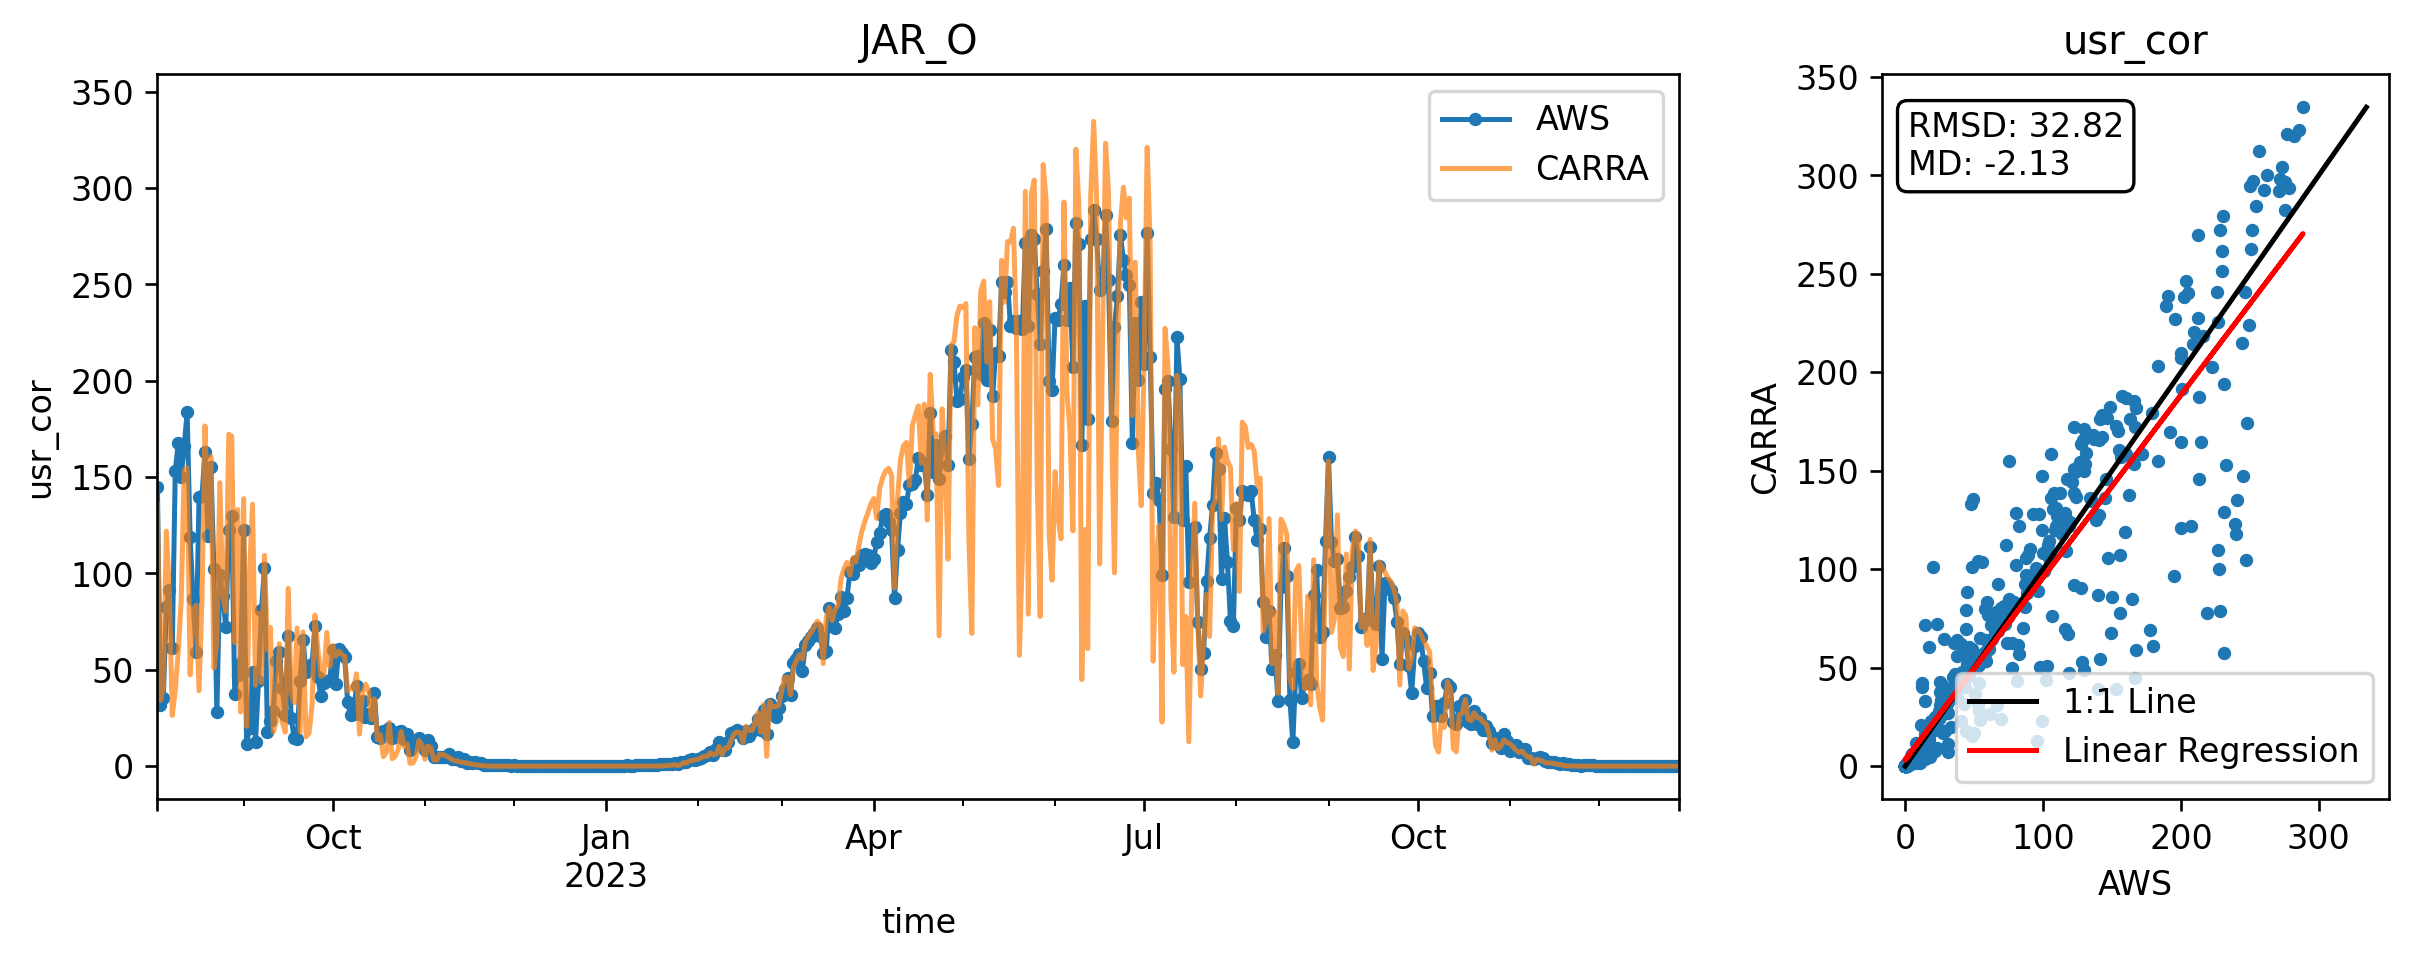 JAR_O
usr_cor
350
300
250
200
150
100
50
0
AWS
CARRA
Oct
Jan
2023
Apr
Jul
Oct
time
usr_cor
CARRA
350
300
250
200
150
100
50
0
RMSD: 32.82
MD: -2.13
1:1 Line
Linear Regression
0
100
200
300
AWS